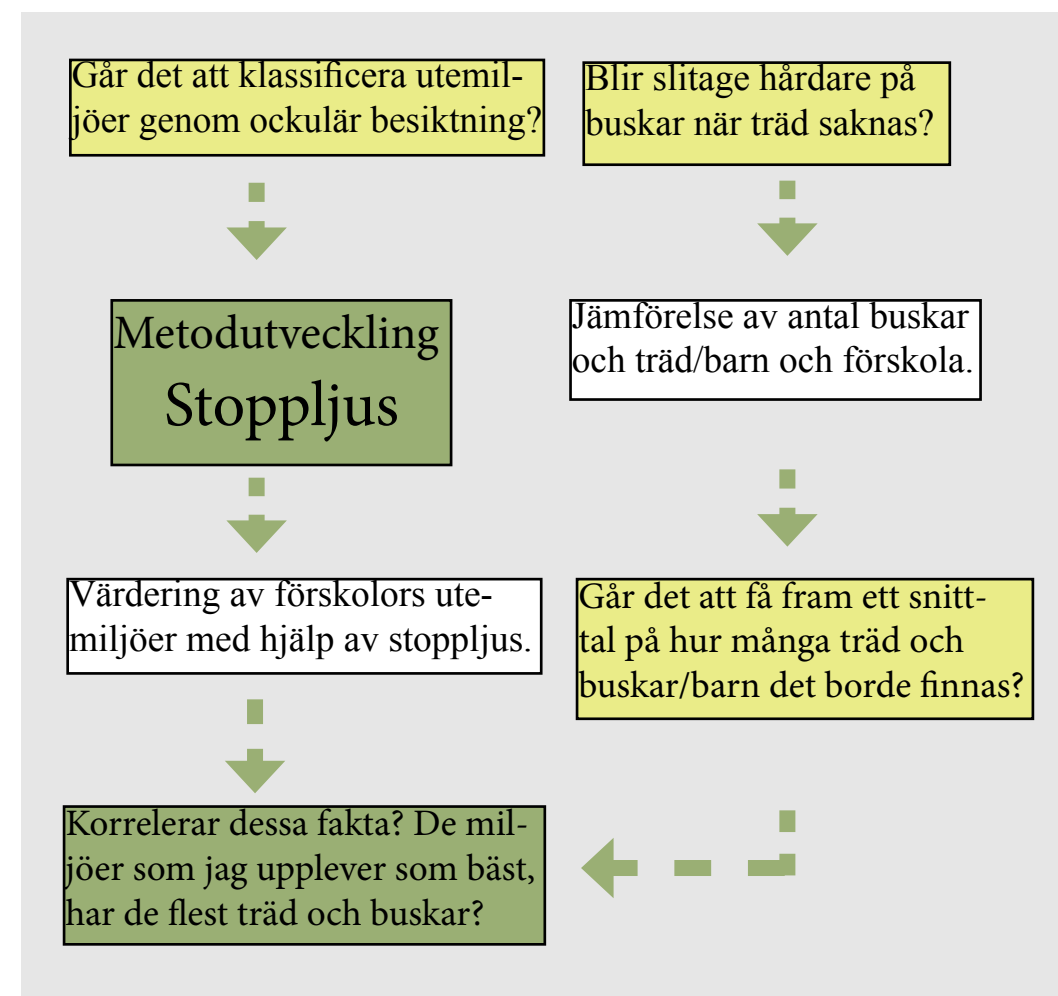 Går det att klassificera utemil-
jöer genom ockulär besiktning?
Metodutveckling
Stoppljus
Värdering av förskolors ute-
miljöer med hjälp av stoppljus.
Korrelerar dessa fakta? De mil-
jöer som jag upplever som bäst,
har de flest träd och buskar?
Blir slitage hårdare på
buskar när träd saknas?
Jämförelse av antal buskar
och träd/barn och förskola.
Går det att få fram ett snitt-
tal på hur många träd och
buskar/barn det borde finnas?